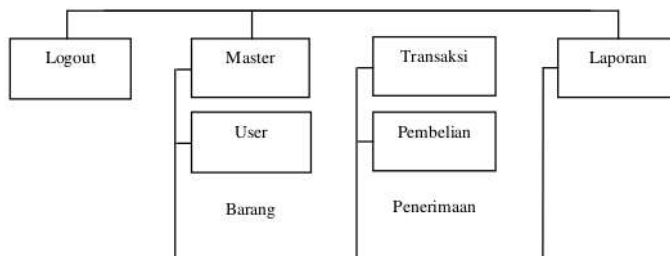 Logout
Master
Transaksi
Laporan
User
Pembelian
Barang
Penerimaan